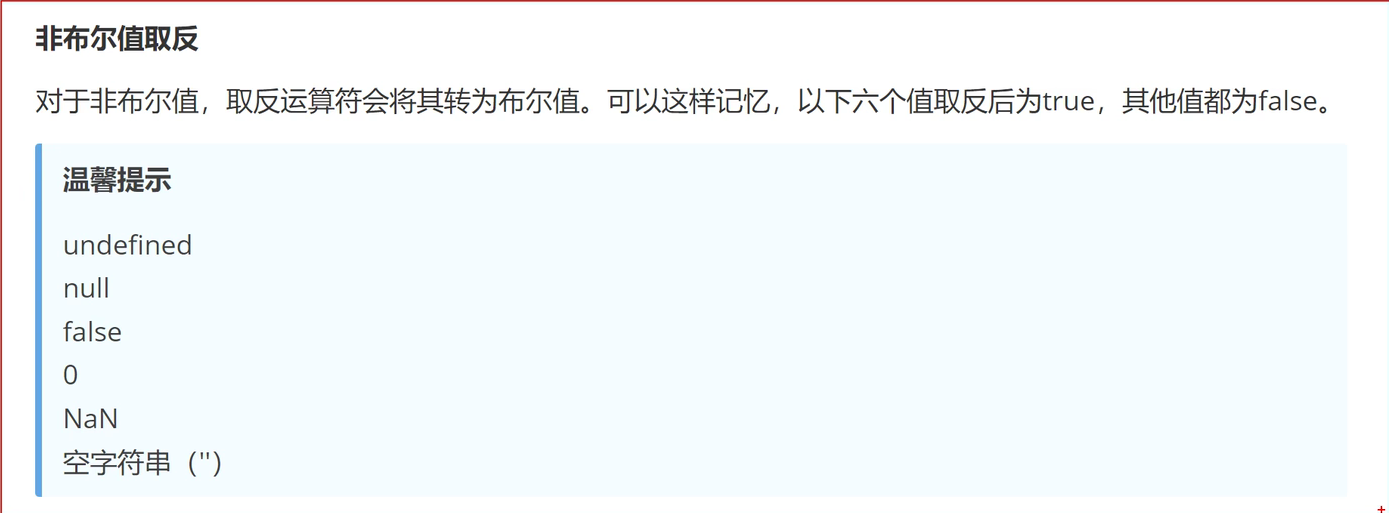 非布尔值取反
对于非布尔值，取反运算符会将其转为布尔值。可以这样记忆，以下六个值取反后为true，其他值都为false。
温馨提示
undefined
null
false
0
NaN
空字符串（''）